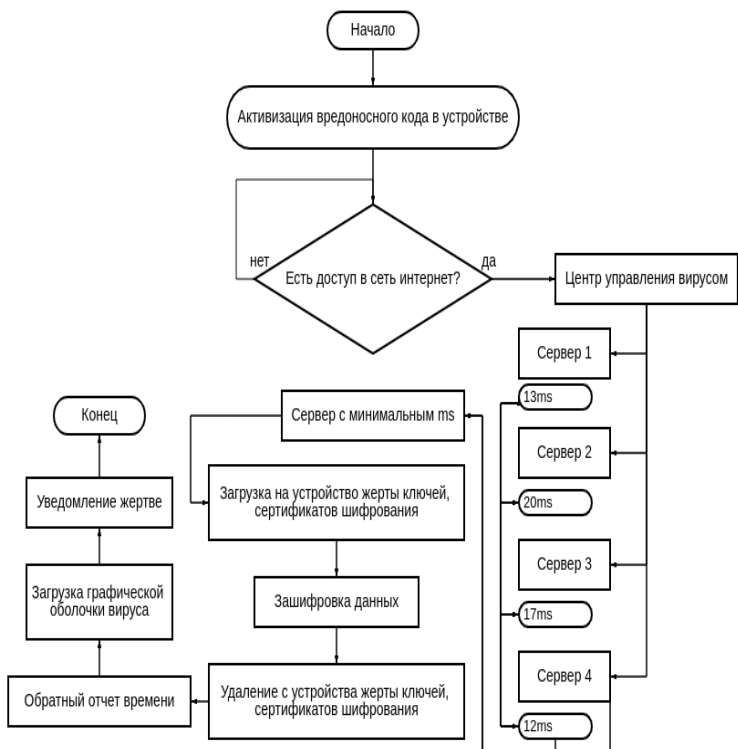 Начало
Активизация вредоносного кода в устройстве
нет
да
Есть доступ в сеть интернет?
Центр управления вирусом
Сервер 1
13ms
Сервер 2
20ms
Сервер 3
17ms
Сервер 4
12ms
Сервер с минимальным ms
Загрузка на устройство жерты ключей,
сертификатов шифрования
Зашифровка данных
Удаление с устройства жерты ключей,
сертификатов шифрования
Обратный отчет времени
Загрузка графической
оболочки вируса
Уведомление жертве
Конец